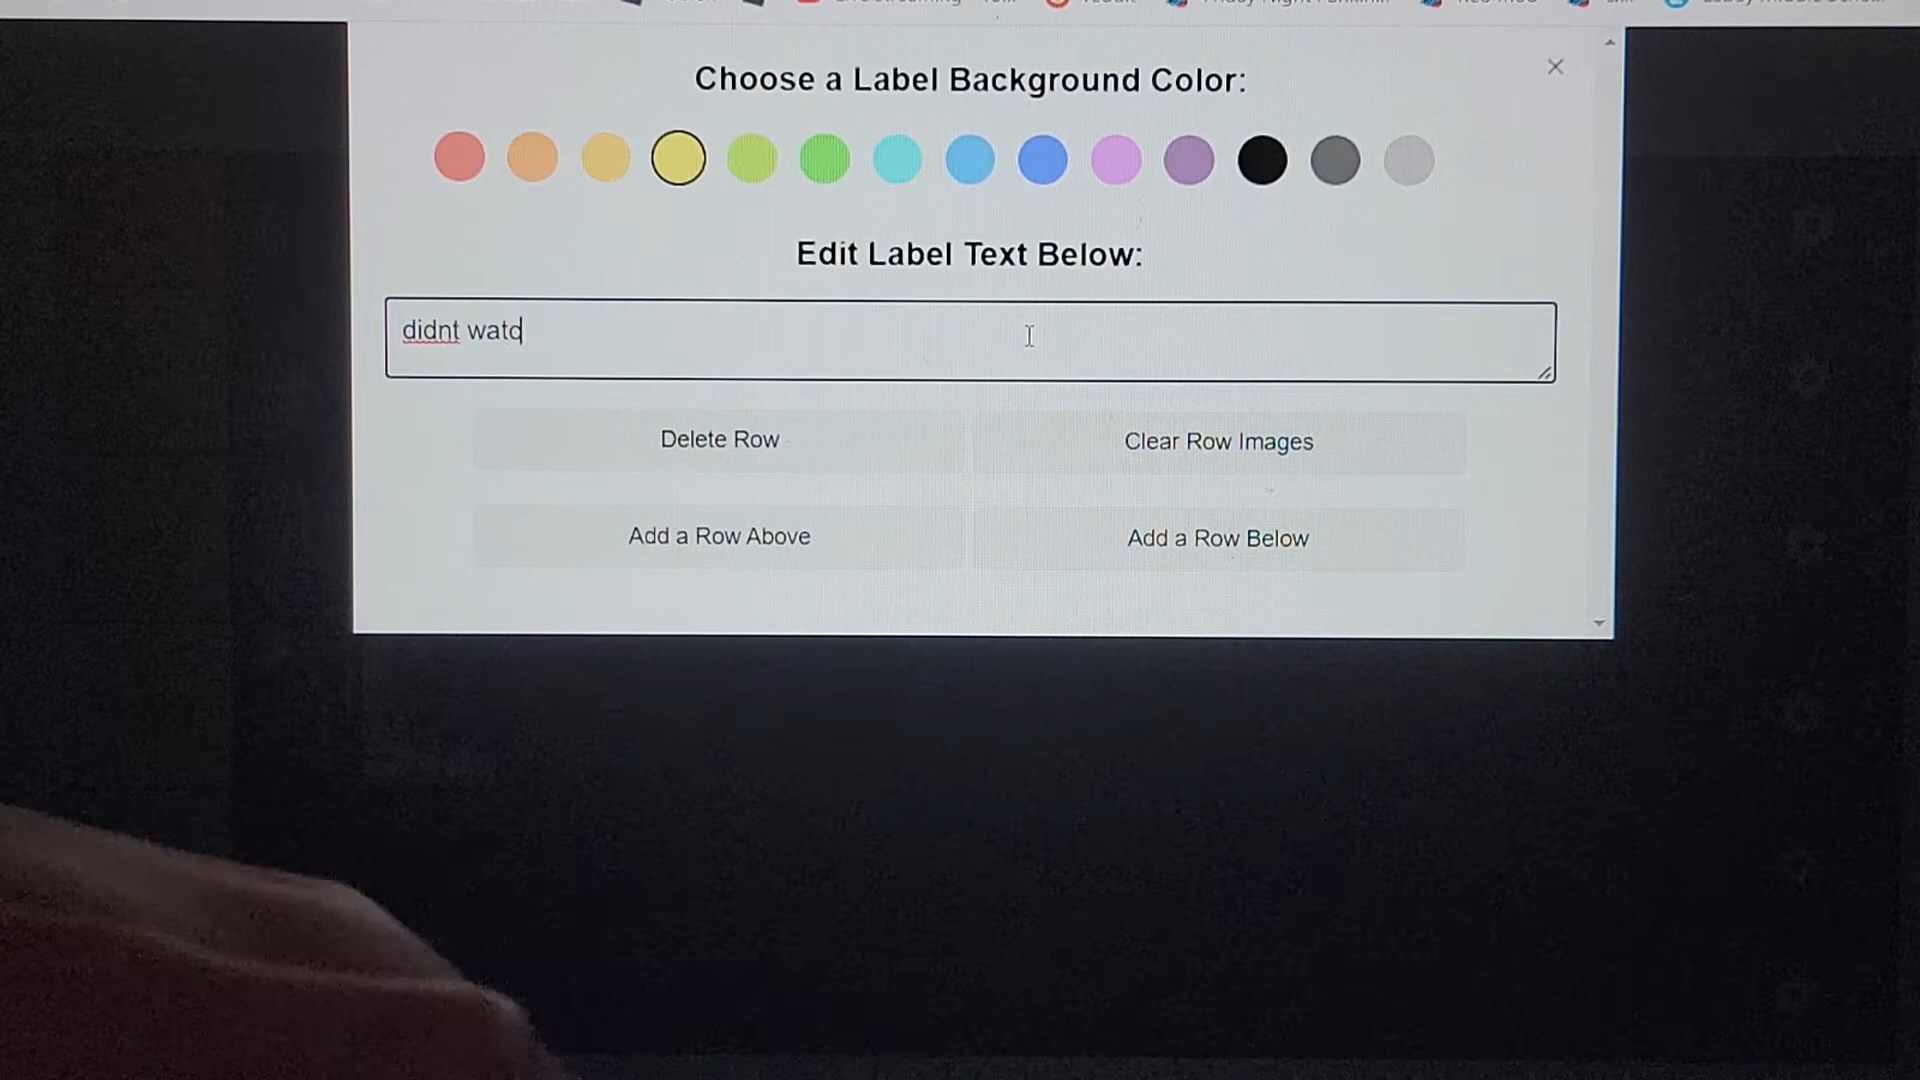 Choose a Label Background Color:
Edit Label Text Below:
didnt watc
Delete Row
Clear Row Images
Add a Row Above
Add a Row Below